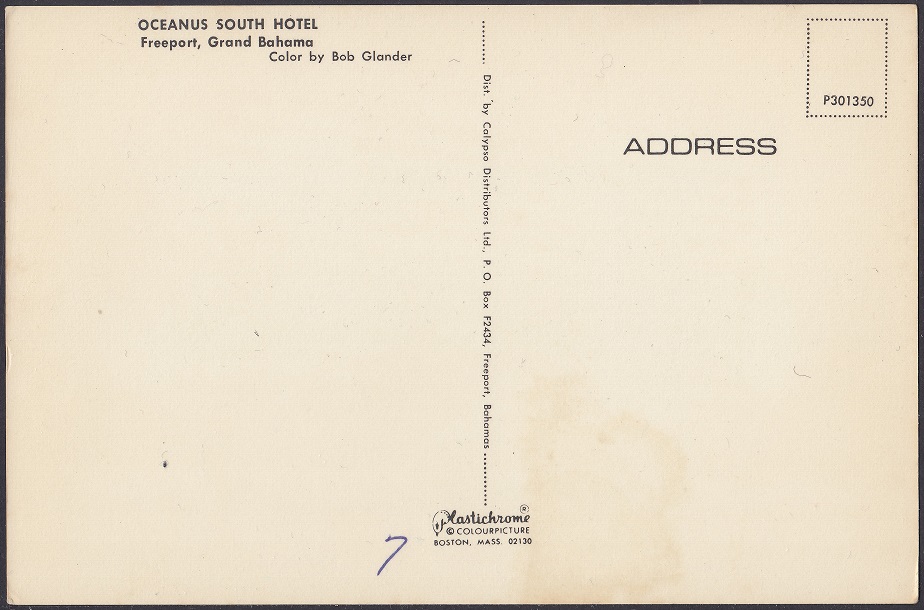 OCEANUS SOUTH HOTEL
Freeport, Grand Bahama
Color by Bob Glander
Dist. by Calypso Distributors Ltd., P. O. Box F2434, Freeport, Bahamas
P301350
ADDRESS
Plastichrome ®
© COLOURPICTURE
BOSTON, MASS. 02130
7